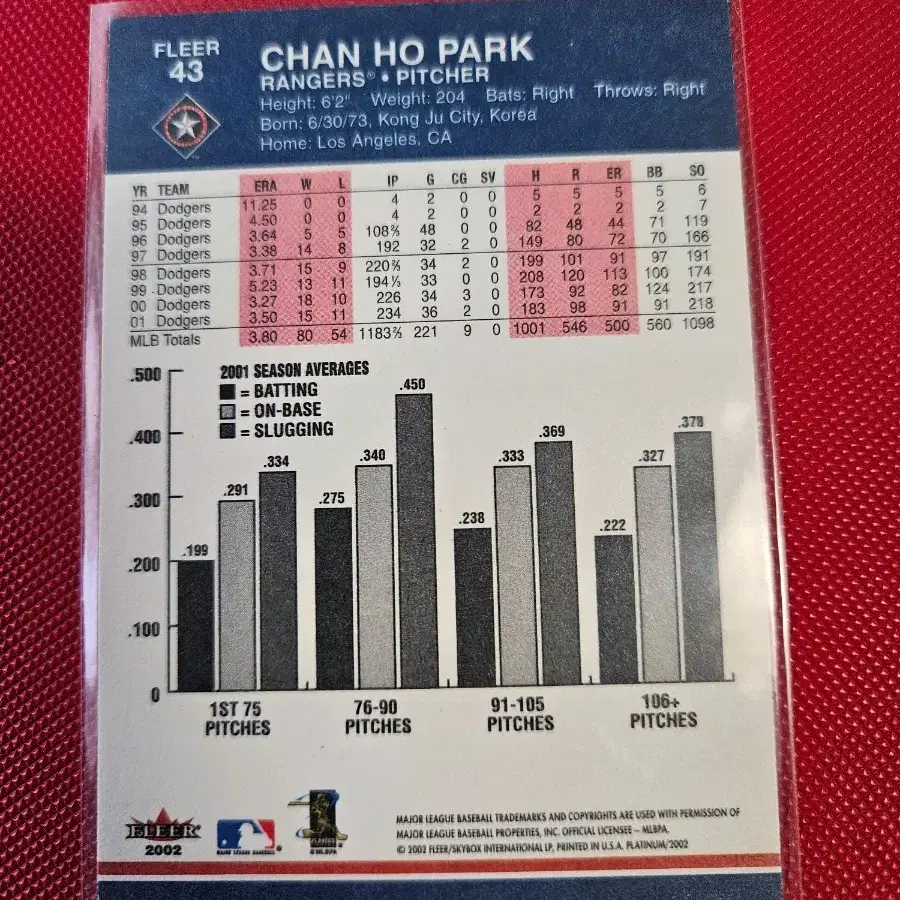 FLEER
43
CHAN HO PARK
RANGERS® • PITCHER
Height: 6'2" Weight: 204 Bats: Right Throws: Right
Born: 6/30/73, Kong Ju City, Korea
Home: Los Angeles, CA
YR TEAM ERA W L IP G CG SV H R ER BB SO
94 Dodgers 11.25 0 0 4 2 0 0 5 5 5 5 6
95 Dodgers 4.50 0 0 4 2 0 0 2 2 2 2 7
96 Dodgers 3.64 5 5 108⅔ 48 0 0 82 48 44 71 119
97 Dodgers 3.38 14 8 192 32 2 0 149 80 72 70 166
98 Dodgers 3.71 15 9 220⅔ 34 2 0 199 101 91 97 191
99 Dodgers 5.23 13 11 194⅓ 33 0 0 208 120 113 100 174
00 Dodgers 3.27 18 10 226 34 3 0 173 92 82 124 217
01 Dodgers 3.50 15 11 234 36 2 0 183 98 91 91 218
MLB Totals 3.80 80 54 1183⅔ 221 9 0 1001 546 500 560 1098
2001 SEASON AVERAGES
= BATTING
= ON-BASE
= SLUGGING
.500
.400
.300
.200
.100
0
.199 .291 .334
.275 .340 .450
.238 .333 .369
.222 .327 .378
1ST 75 PITCHES
76-90 PITCHES
91-105 PITCHES
106+ PITCHES
FLEER
2002
MAJOR LEAGUE BASEBALL
MAJOR LEAGUE BASEBALL TRADEMARKS AND COPYRIGHTS ARE USED WITH PERMISSION OF
MAJOR LEAGUE BASEBALL PROPERTIES, INC. OFFICIAL LICENSEE – MLBPA.
© 2002 FLEER/SKYBOX INTERNATIONAL LP, PRINTED IN U.S.A. PLATINUM/2002